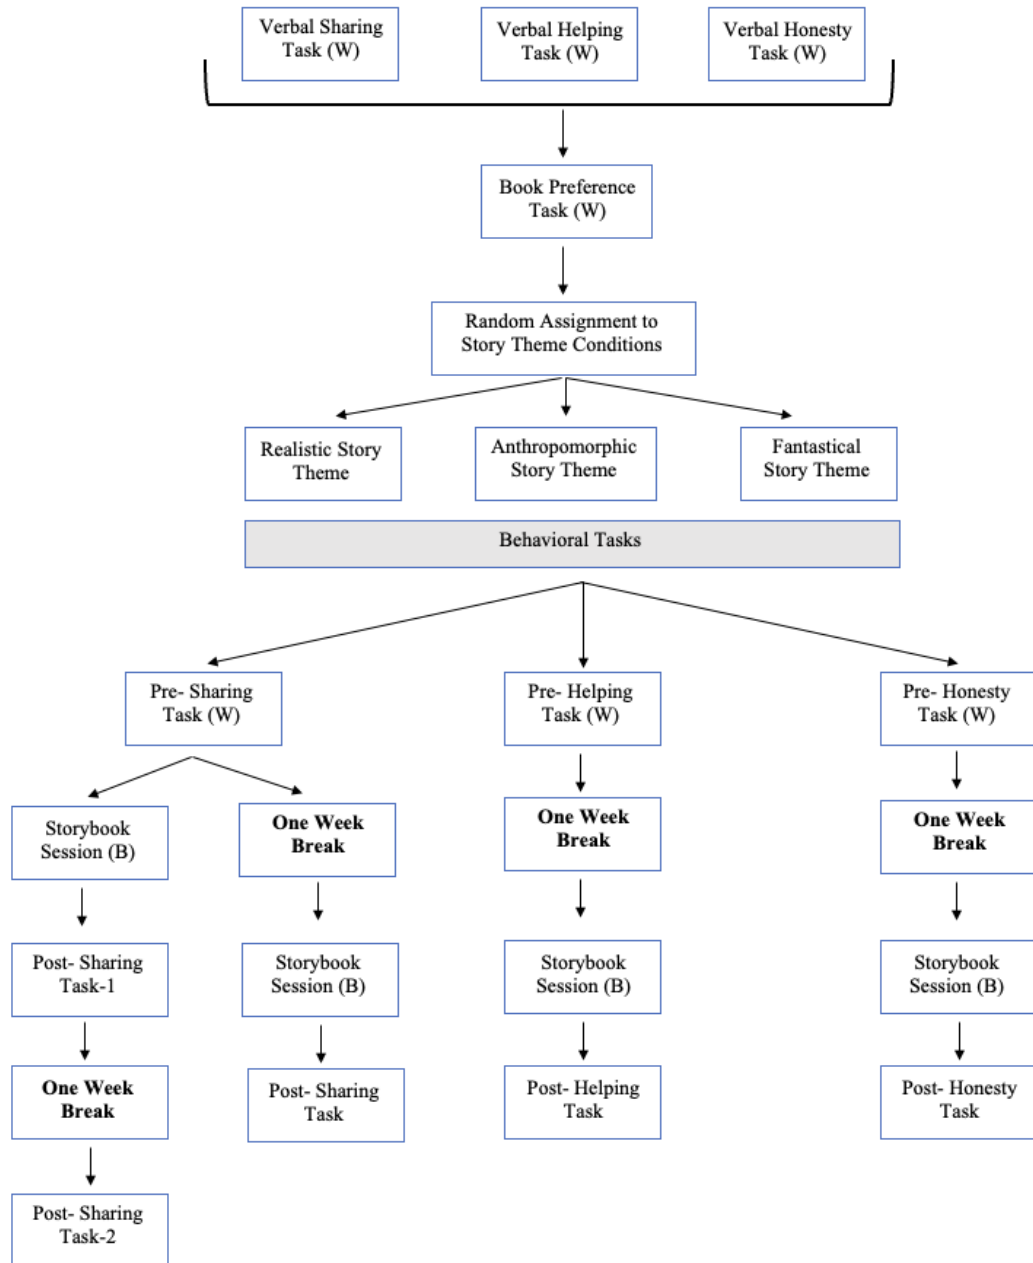 Verbal Sharing
Task (W)
Verbal Helping
Task (W)
Verbal Honesty
Task (W)
Book Preference
Task (W)
Random Assignment to
Story Theme Conditions
Realistic Story
Theme
Anthropomorphic
Story Theme
Fantastical
Story Theme
Behavioral Tasks
Pre- Sharing
Task (W)
Pre- Helping
Task (W)
Pre- Honesty
Task (W)
Storybook
Session (B)
One Week
Break
One Week
Break
One Week
Break
Post- Sharing
Task-1
Storybook
Session (B)
Storybook
Session (B)
Storybook
Session (B)
One Week
Break
Post- Sharing
Task
Post- Helping
Task
Post- Honesty
Task
Post- Sharing
Task-2